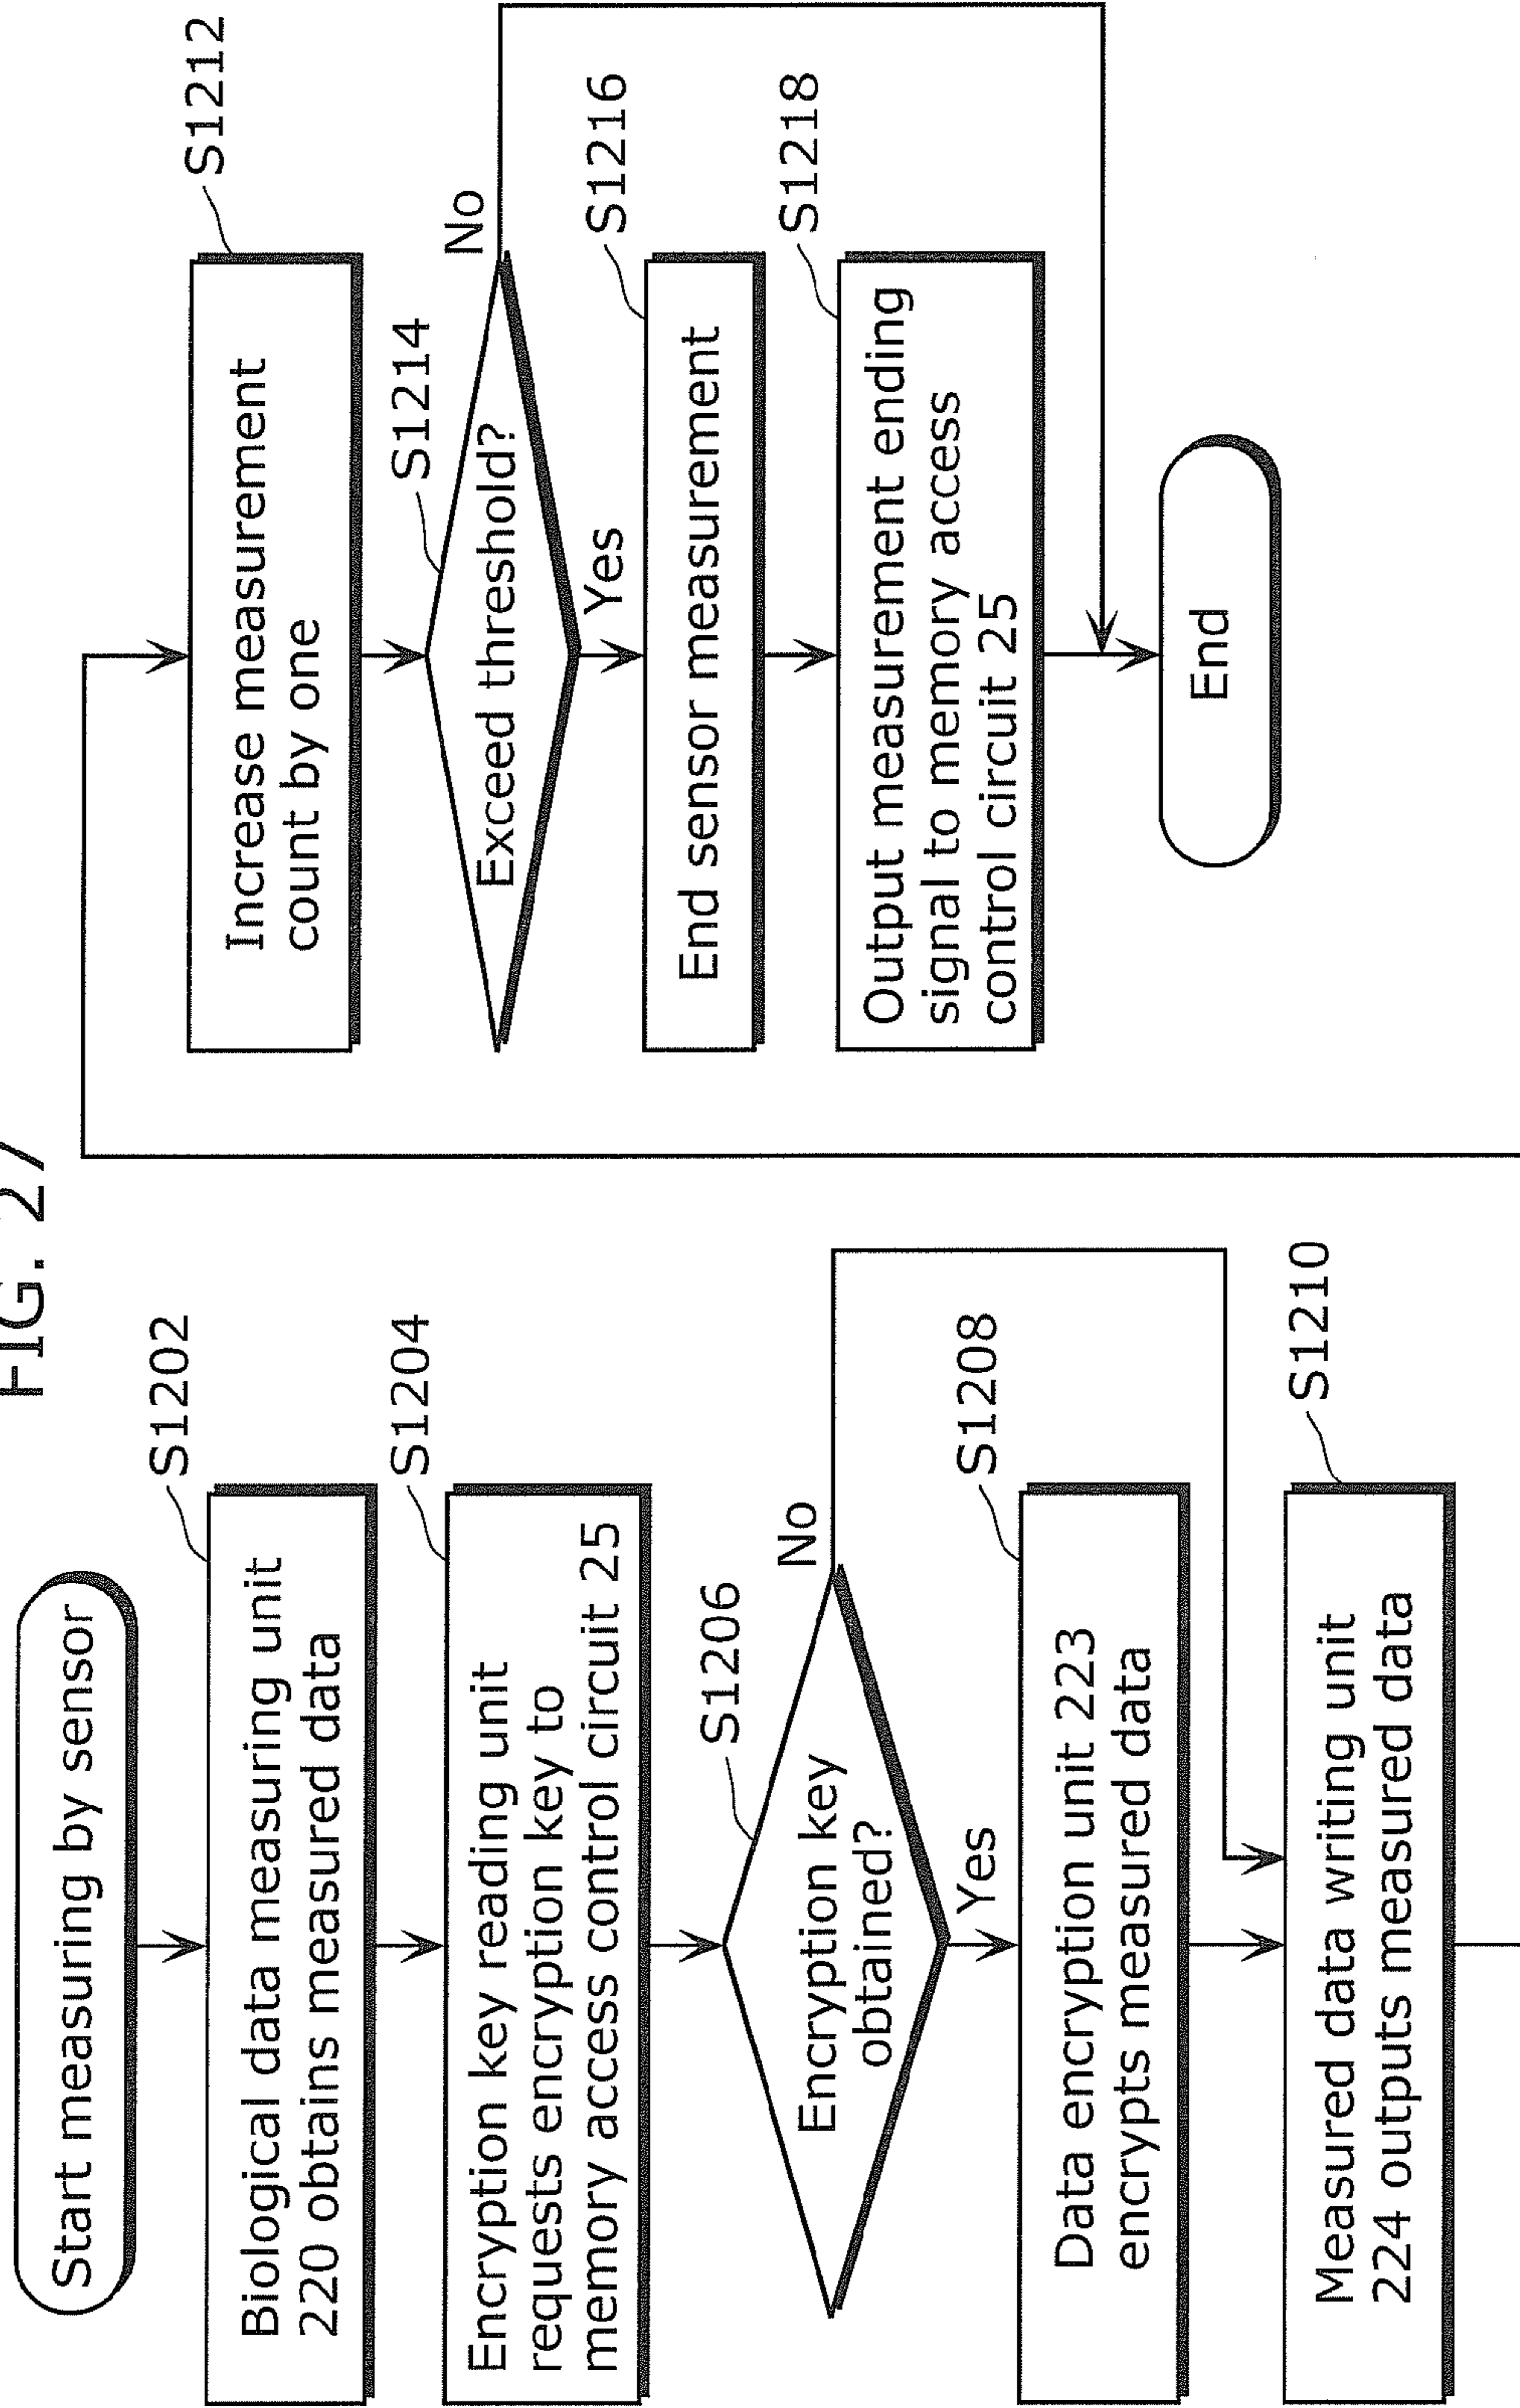 FIG. 27
Start measuring by sensor
S1202
Biological data measuring unit
220 obtains measured data
S1204
Encryption key reading unit
requests encryption key to
memory access control circuit 25
S1206
Encryption key
obtained?
No
Yes
S1208
Data encryption unit 223
encrypts measured data
S1210
Measured data writing unit
224 outputs measured data
S1212
Increase measurement
count by one
S1214
Exceed threshold?
No
Yes
S1216
End sensor measurement
S1218
Output measurement ending
signal to memory access
control circuit 25
End